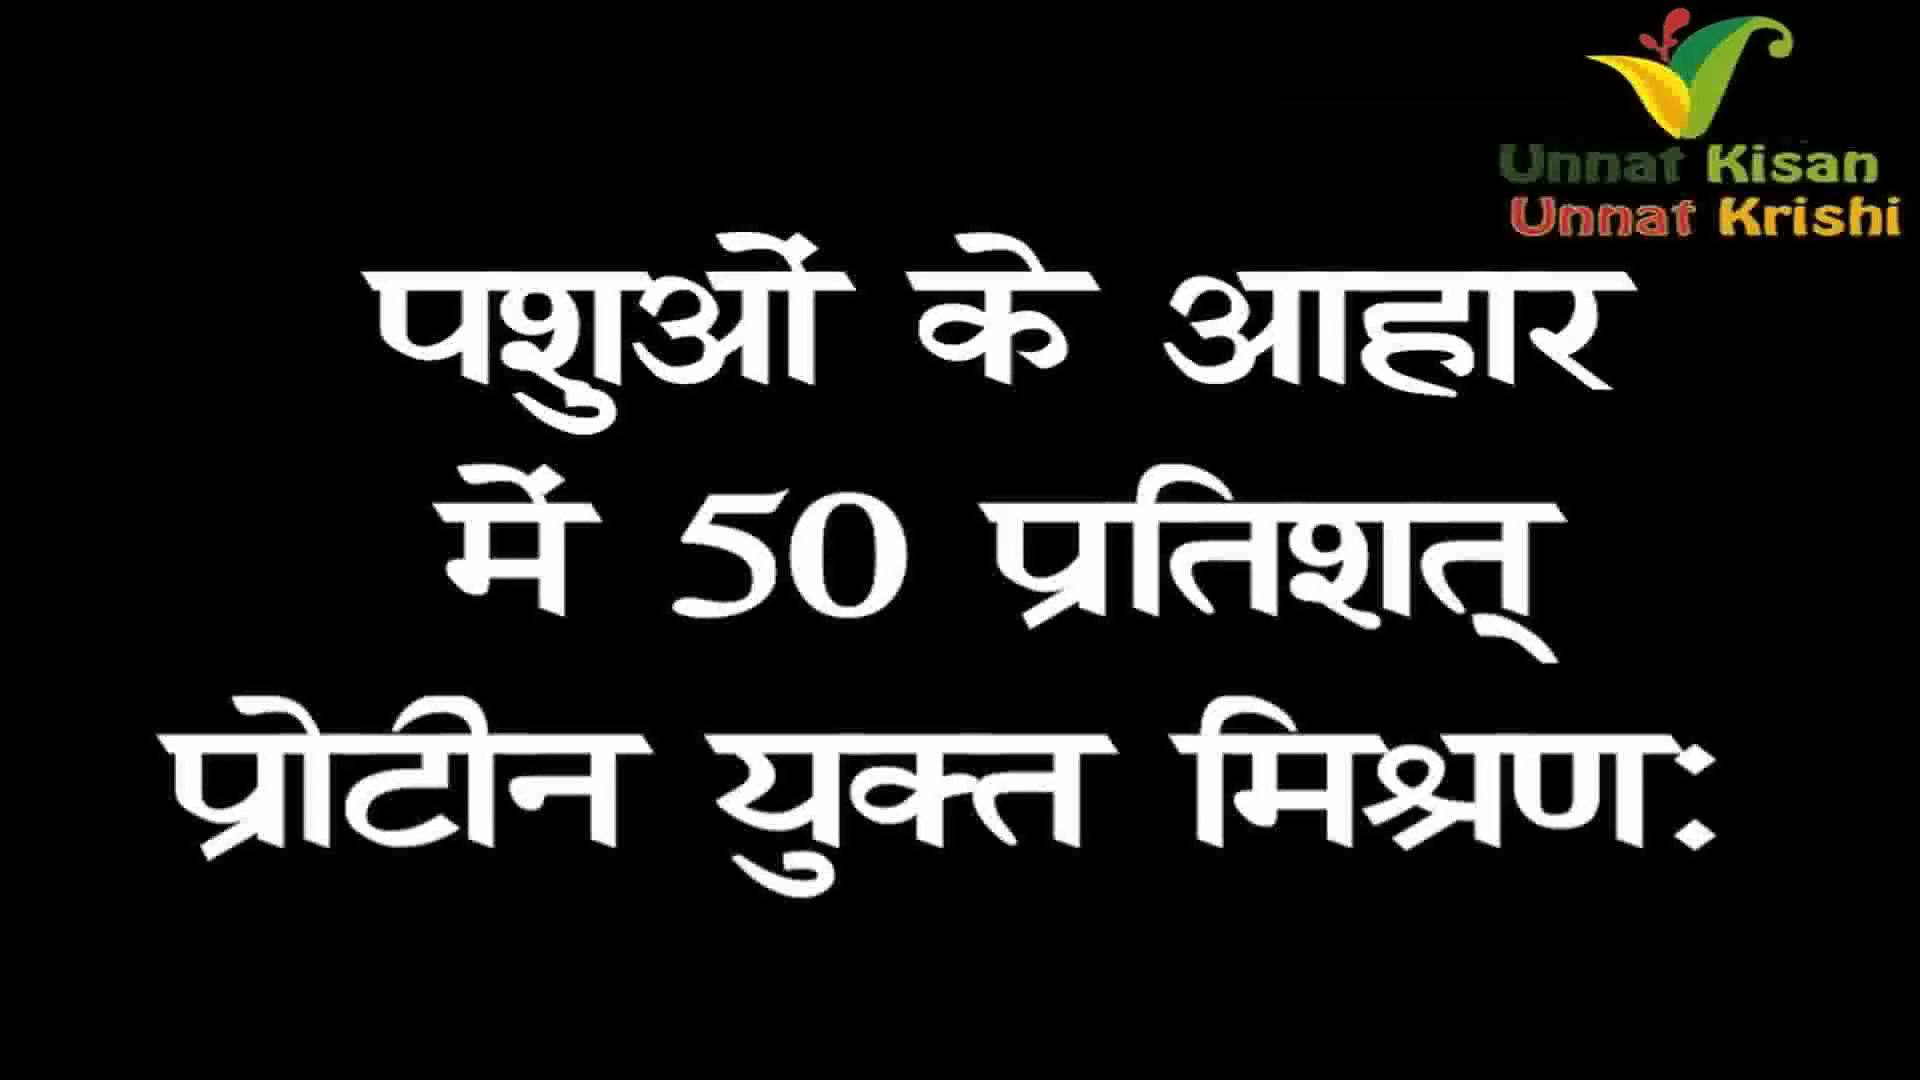 Unnat Kisan
Unnat Krishi
पशुओं के आहार
में 50 प्रतिशत्
प्रोटीन युक्त मिश्रण: